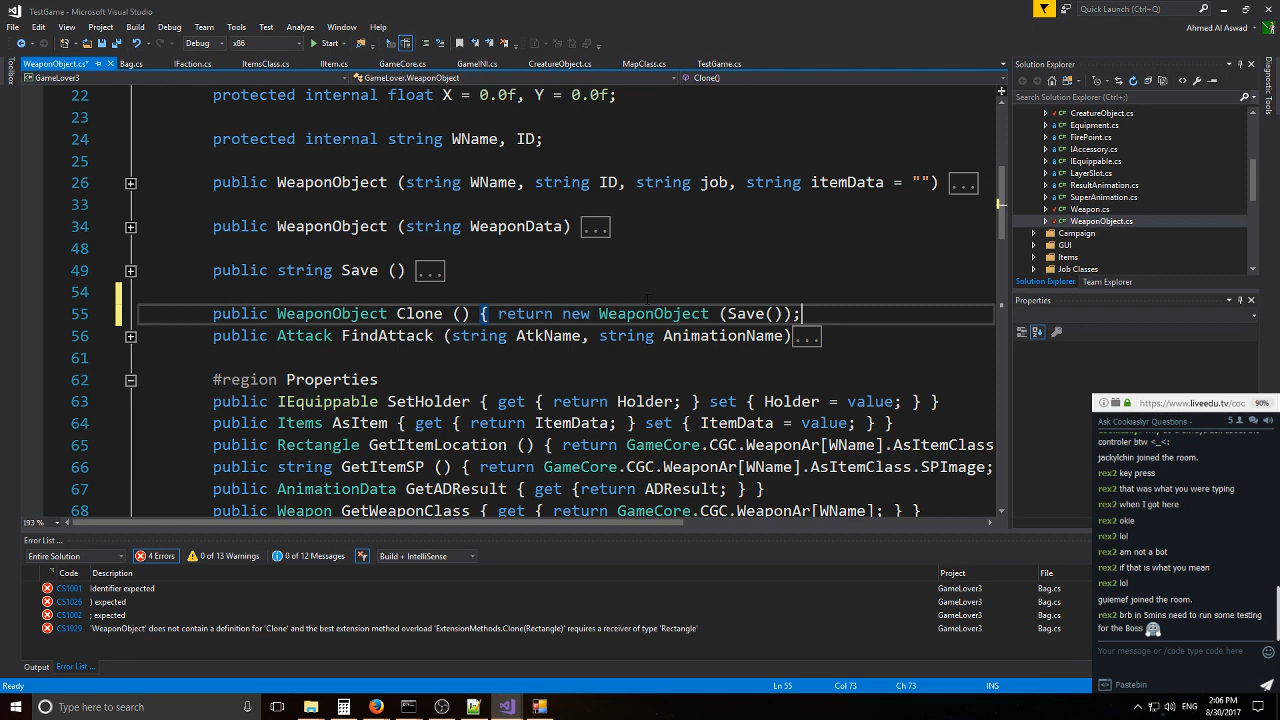 TestGame - Microsoft Visual Studio
Quick Launch (Ctrl+Q)
File Edit View Project Build Debug Team Tools Test Analyze Window Help
Ahmed Al Aswad
Debug x86 Start
WeaponObject.cs* Bag.cs IFaction.cs ItemsClass.cs IItem.cs GameCore.cs GameINI.cs CreatureObject.cs MapClass.cs TestGame.cs
GameLover3 GameLover.WeaponObject Clone()
Toolbox
Diagnostic Tools
22 protected internal float X = 0.0f, Y = 0.0f;
23
24 protected internal string WName, ID;
25
26 public WeaponObject (string WName, string ID, string job, string itemData = "") ...
33
34 public WeaponObject (string WeaponData) ...
48
49 public string Save () ...
54
55 public WeaponObject Clone () { return new WeaponObject (Save());
56 public Attack FindAttack (string AtkName, string AnimationName) ...
61
62 #region Properties
63 public IEquippable SetHolder { get { return Holder; } set { Holder = value; } }
64 public Items AsItem { get { return ItemData; } set { ItemData = value; } }
65 public Rectangle GetItemSection () { return GameCore.CGC.WeaponAr[WName].AsItemClass
66 public string GetItemSP () { return GameCore.CGC.WeaponAr[WName].AsItemClass.SPImage;
67 public AnimationData GetADResult { get {return ADResult; } }
68 public Weapon GetWeaponClass { get { return GameCore.CGC.WeaponAr[WName]; } }
193 %
Solution Explorer
Search Solution Explorer (Ctrl+;)
CreatureObject.cs
Equipment.cs
FirePoint.cs
IAccessory.cs
IEquippable.cs
LayerSlot.cs
ResultAnimation.cs
SuperAnimation.cs
Weapon.cs
WeaponObject.cs
Campaign
GUI
Items
Job Classes
Solution Explorer Team Explorer
Properties
Error List ...
Entire Solution 4 Errors 0 of 13 Warnings 0 of 12 Messages Build + IntelliSense
Code Description Project File
CS1001 Identifier expected GameLover3 Bag.cs
CS1026 ) expected GameLover3 Bag.cs
CS1002 ; expected GameLover3 Bag.cs
CS1929 'WeaponObject' does not contain a definition for 'Clone' and the best extension method overload 'ExtensionMethods.Clone(Rectangle)' requires a receiver of type 'Rectangle' GameLover3 Bag.cs
Output Error List ...
Ready Ln 55 Col 73 Ch 73 INS
https://www.liveedu.tv/coc 90%
Ask Cookieslyr Questions - 5
controler btw <_<:
jackylchin joined the room.
rex2 key press
rex2 that was what you were typing
rex2 when I got here
rex2 okie
rex2 lol
rex2 am not a bot
rex2 if that is what you mean
rex2 lol
guiemef joined the room.
rex2 brb in 5mins need to run some testing
for the Boss
Your message or /code type code here
Pastebin
Type here to search
ENG
2:06 PM
8/30/2017